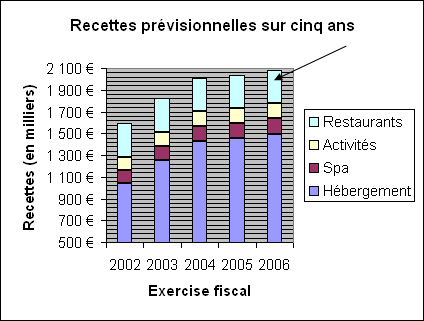 Recettes prévisionnelles sur cinq ans
Recettes (en milliers)
2 100 €
1 900 €
1 700 €
1 500 €
1 300 €
1 100 €
900 €
700 €
500 €
2002 2003 2004 2005 2006
Exercise fiscal
Restaurants
Activités
Spa
Hébergement